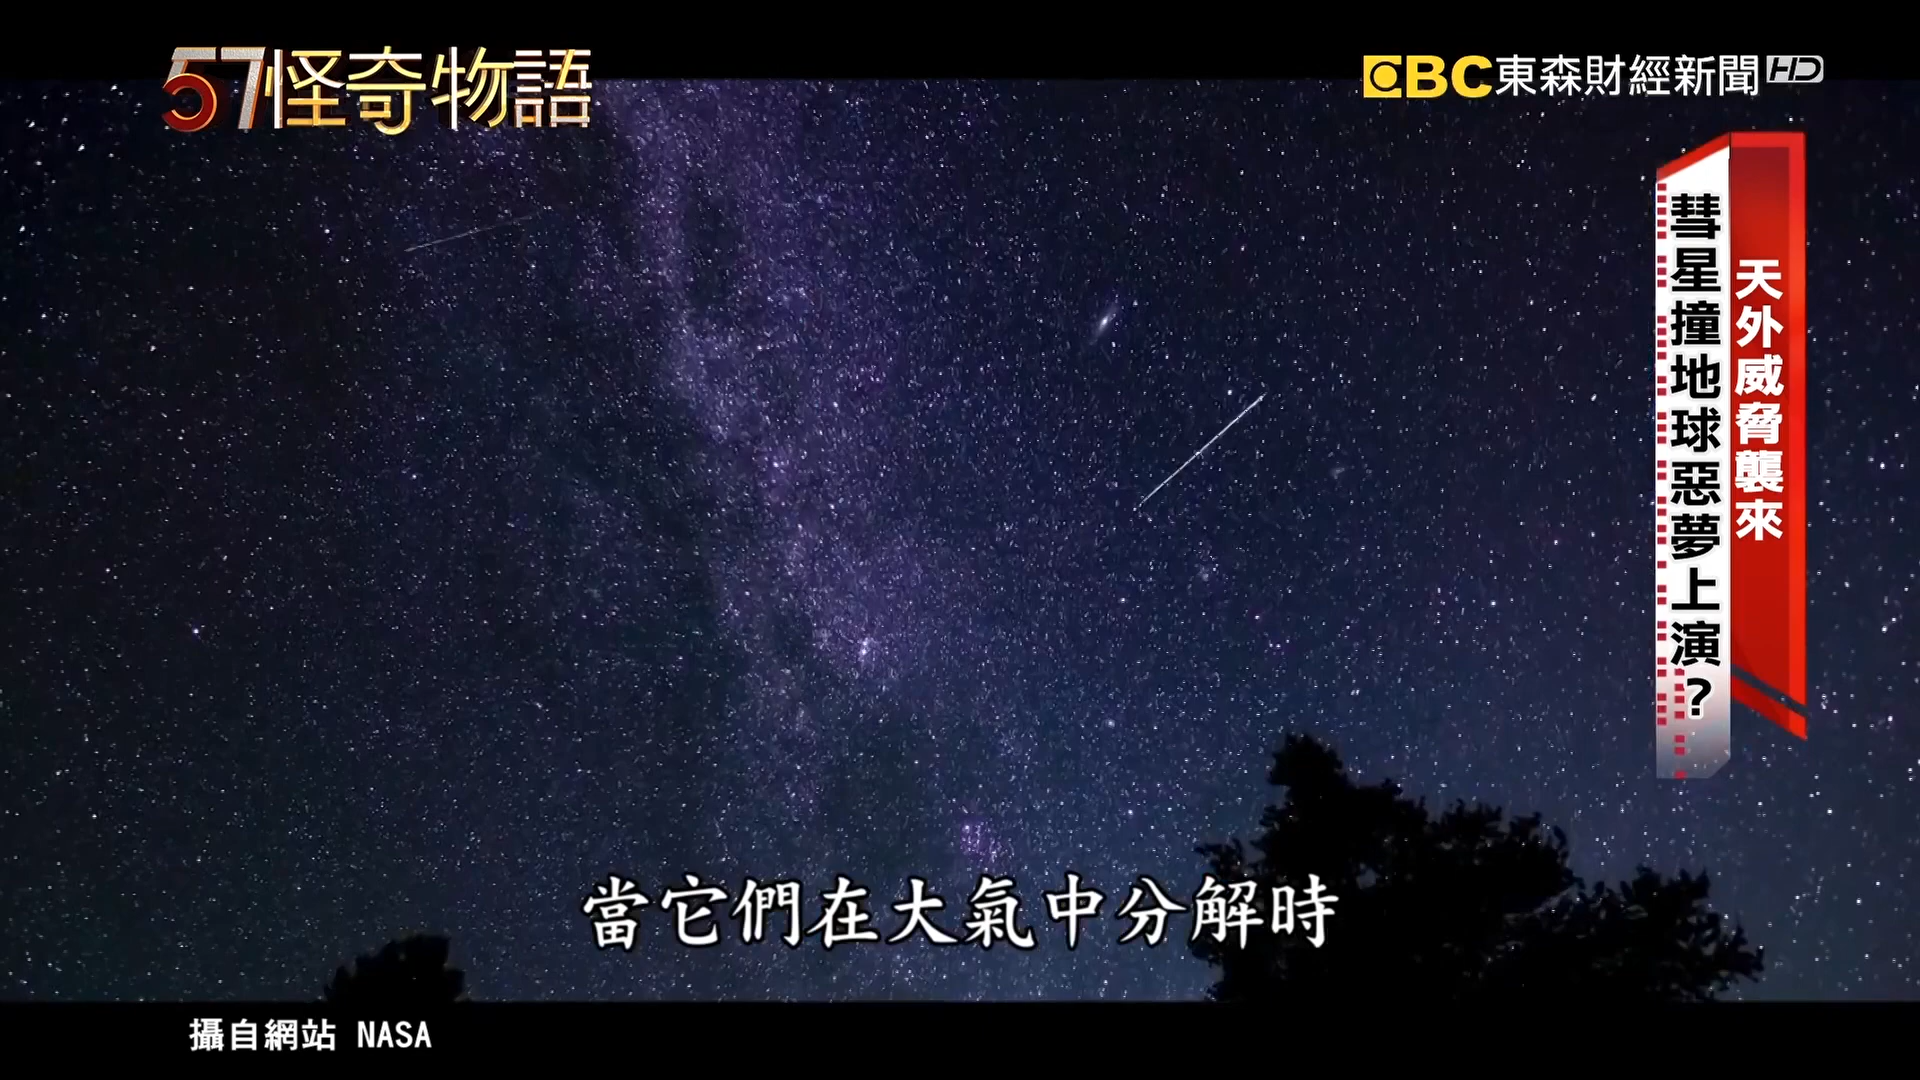 57怪奇物語
EBC東森財經新聞HD
天外威脅襲來
彗星撞地球惡夢上演?
當它們在大氣中分解時
攝自網站 NASA